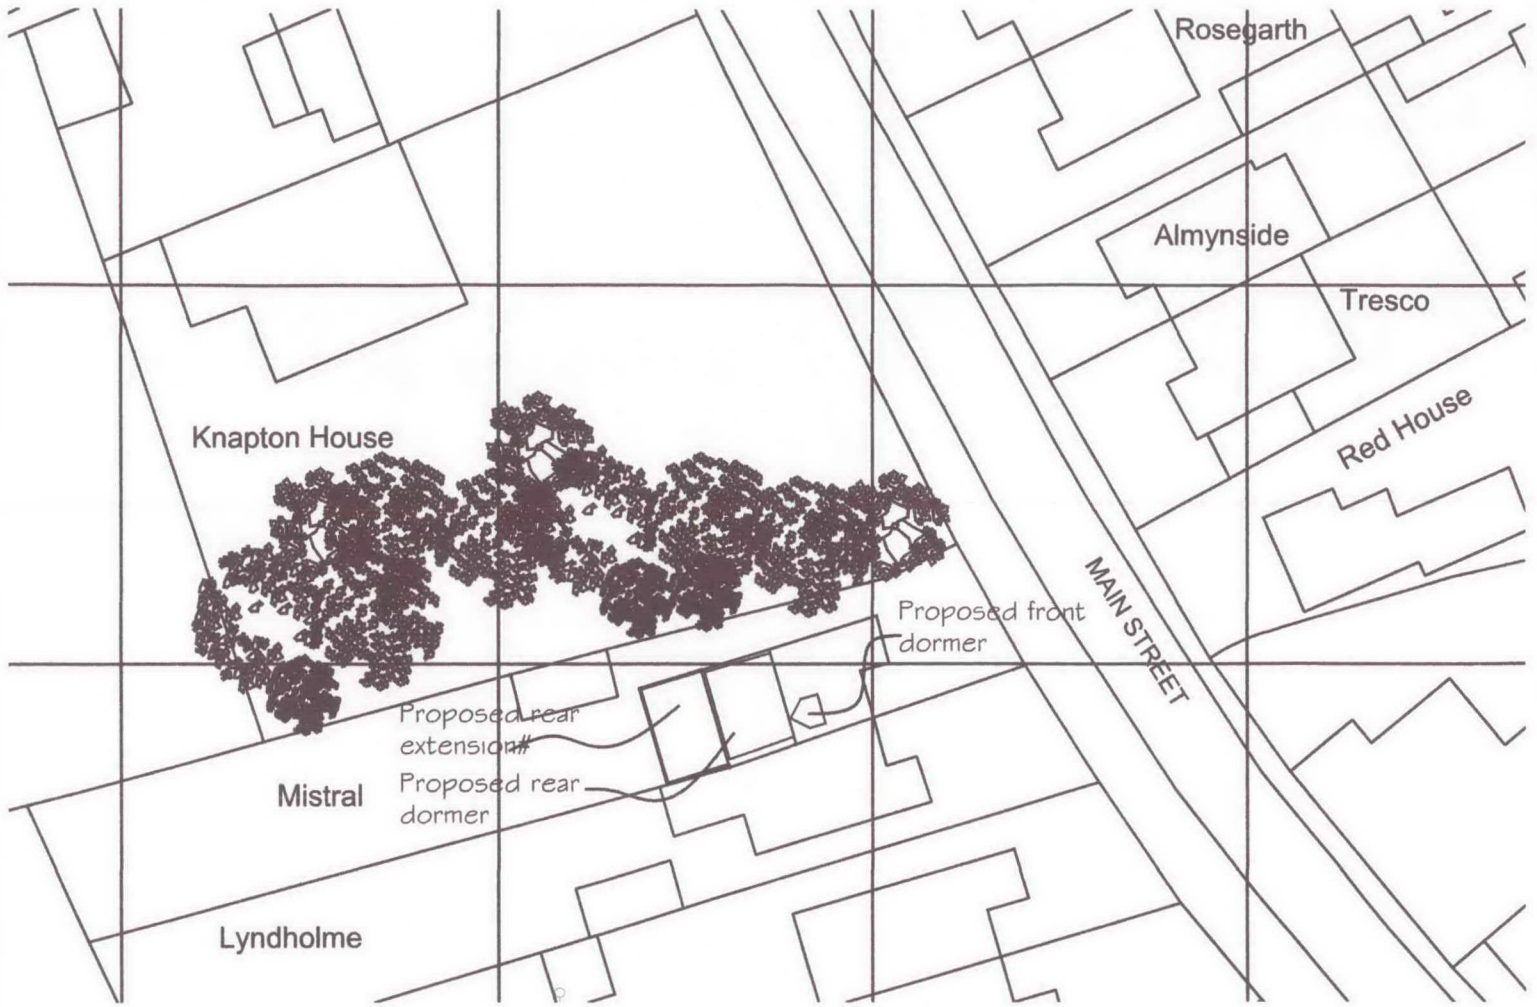 Rosegarth
Almynside
Tresco
Red House
Knapton House
MAIN STREET
Proposed front
dormer
Proposed rear
extension#
Mistral
Proposed rear
dormer
Lyndholme